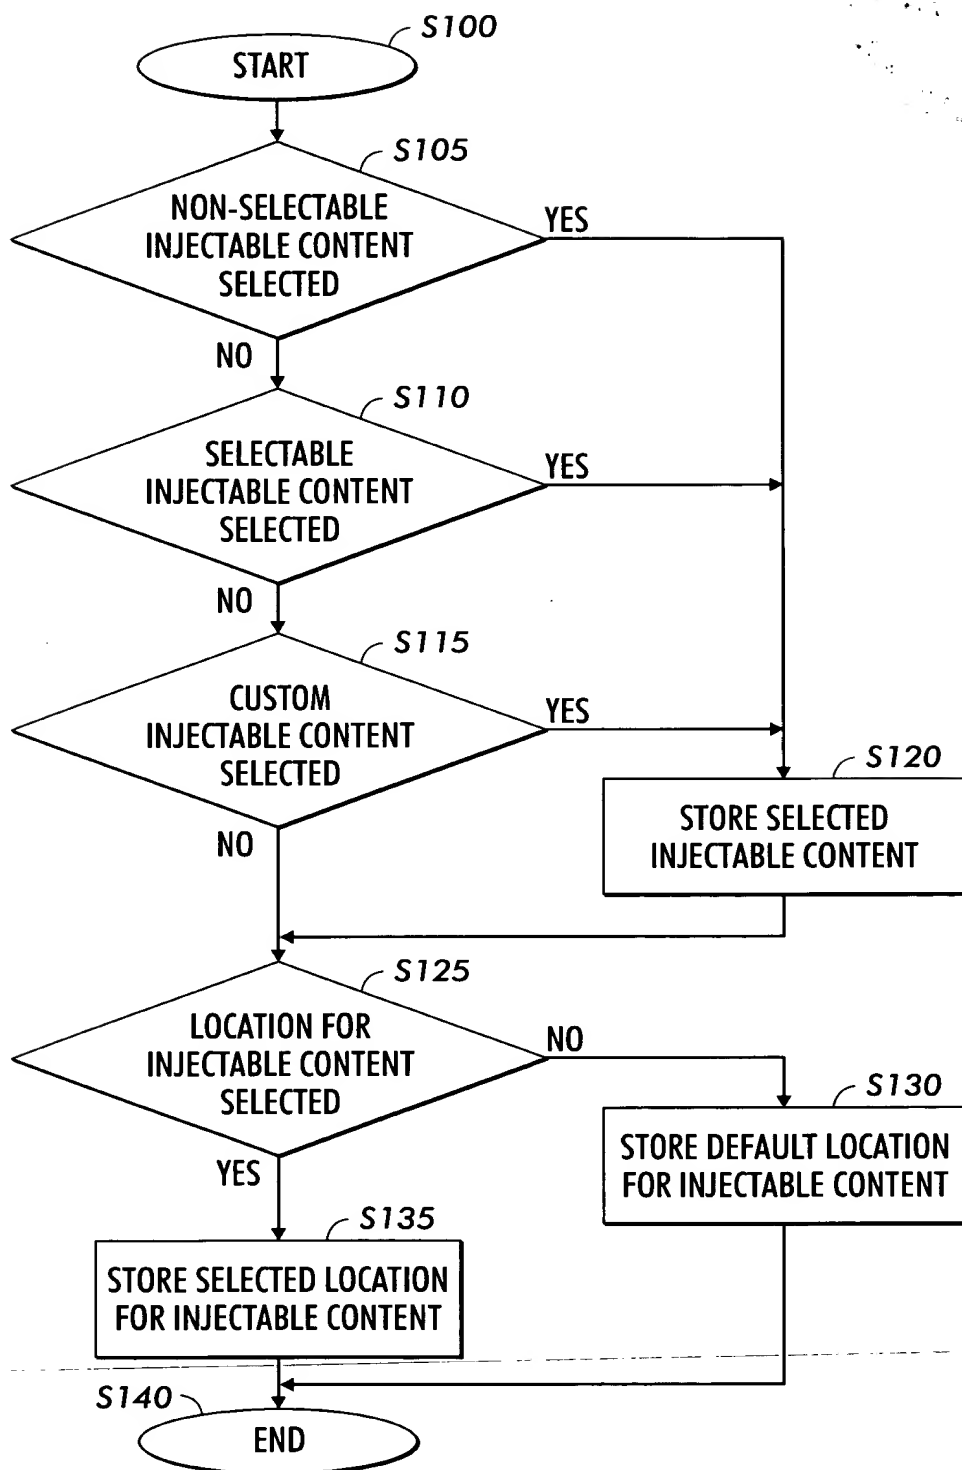 S100
START
S105
NON-SELECTABLE
INJECTABLE CONTENT
SELECTED
YES
NO
S110
SELECTABLE
INJECTABLE CONTENT
SELECTED
YES
NO
S115
CUSTOM
INJECTABLE CONTENT
SELECTED
YES
NO
S120
STORE SELECTED
INJECTABLE CONTENT
S125
LOCATION FOR
INJECTABLE CONTENT
SELECTED
NO
YES
S130
STORE DEFAULT LOCATION
FOR INJECTABLE CONTENT
S135
STORE SELECTED LOCATION
FOR INJECTABLE CONTENT
S140
END